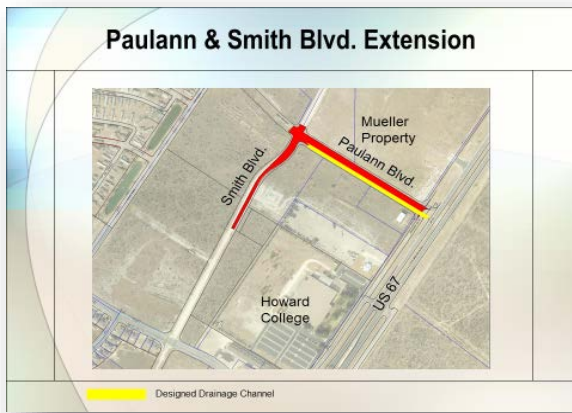 Paulann & Smith Blvd. Extension
Mueller
Property
Paulann Blvd.
Smith Blvd.
US 67
Howard
College
Designed Drainage Channel